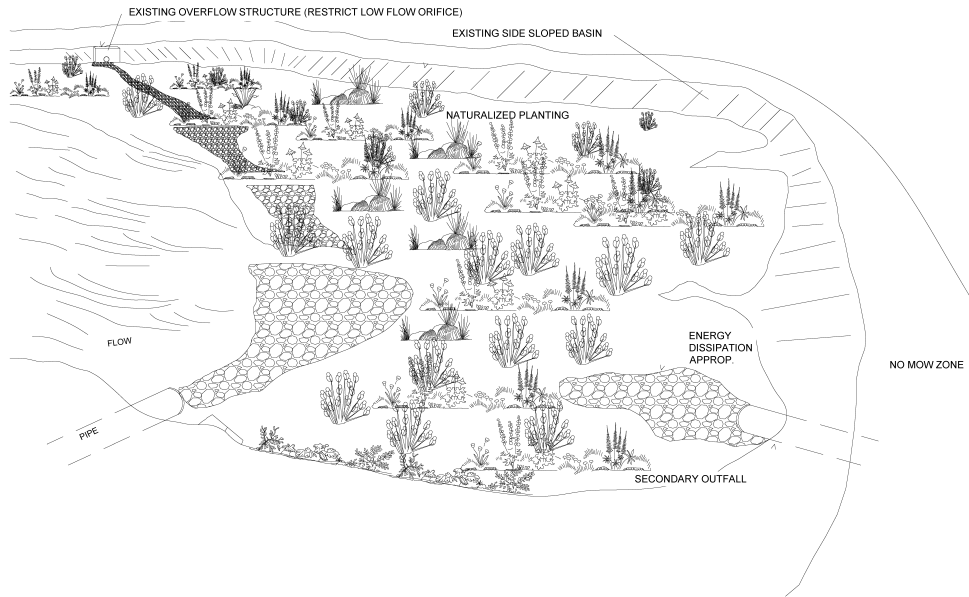 EXISTING OVERFLOW STRUCTURE (RESTRICT LOW FLOW ORIFICE)
EXISTING SIDE SLOPED BASIN
NATURALIZED PLANTING
FLOW
ENERGY
DISSIPATION
APPROP.
NO MOW ZONE
PIPE
SECONDARY OUTFALL